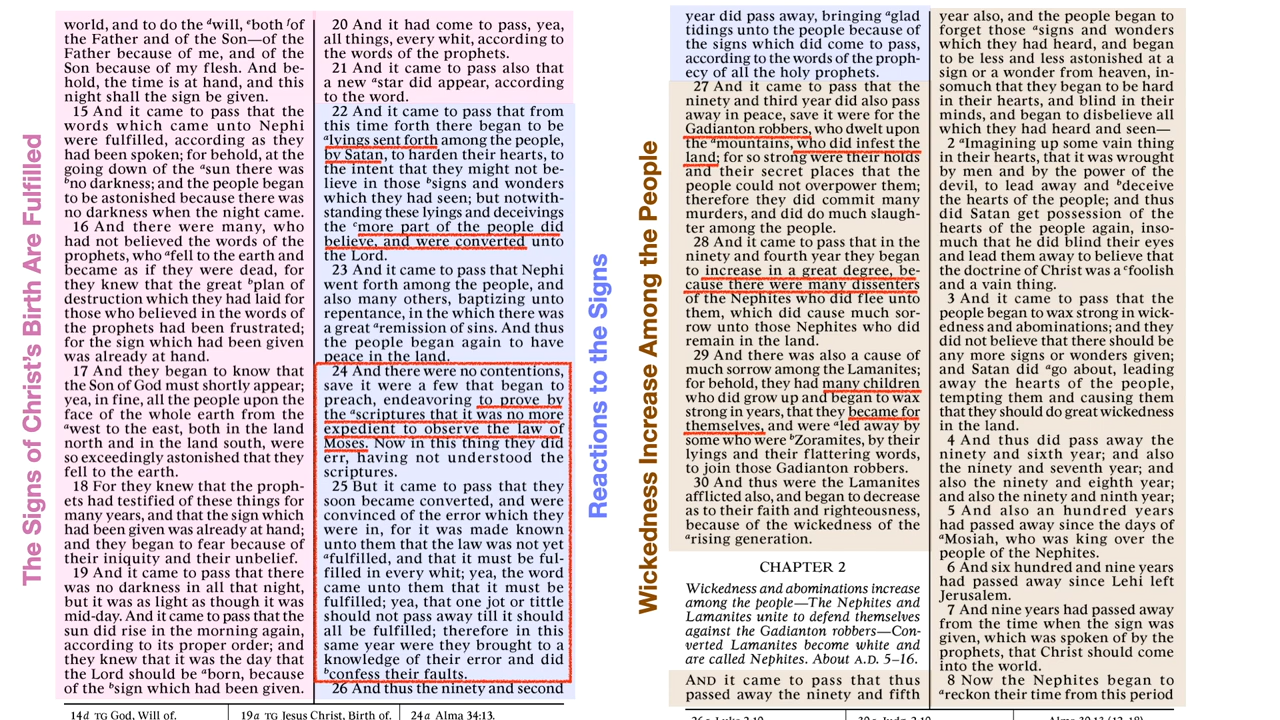 The Signs of Christ's Birth Are Fulfilled
world, and to do the dwill, eboth fof
the Father and of the Son—of the
Father because of me, and of the
Son because of my flesh. And be-
hold, the time is at hand, and this
night shall the sign be given.
15 And it came to pass that the
words which came unto Nephi
were fulfilled, according as they
had been spoken; for behold, at the
going down of the asun there was
bno darkness; and the people began
to be astonished because there was
no darkness when the night came.
16 And there were many, who
had not believed the words of the
prophets, who afell to the earth and
became as if they were dead, for
they knew that the great bplan of
destruction which they had laid for
those who believed in the words of
the prophets had been frustrated;
for the sign which had been given
was already at hand.
17 And they began to know that
the Son of God must shortly appear;
yea, in fine, all the people upon the
face of the whole earth from the
awest to the east, both in the land
north and in the land south, were
so exceedingly astonished that they
fell to the earth.
18 For they knew that the proph-
ets had testified of these things for
many years, and that the sign which
had been given was already at hand;
and they began to fear because of
their iniquity and their unbelief.
19 And it came to pass that there
was no darkness in all that night,
but it was as light as though it was
mid-day. And it came to pass that the
sun did rise in the morning again,
according to its proper order; and
they knew that it was the day that
the Lord should be aborn, because
of the bsign which had been given.
20 And it had come to pass, yea,
all things, every whit, according to
the words of the prophets.
21 And it came to pass also that
a new astar did appear, according
to the word.
22 And it came to pass that from
this time forth there began to be
alyings sent forth among the people,
by Satan, to harden their hearts, to
the intent that they might not be-
lieve in those bsigns and wonders
which they had seen; but notwith-
standing these lyings and deceivings
the cmore part of the people did
believe, and were converted unto
the Lord.
23 And it came to pass that Nephi
went forth among the people, and
also many others, baptizing unto
repentance, in the which there was
a great aremission of sins. And thus
the people began again to have
peace in the land.
24 And there were no contentions,
save it were a few that began to
preach, endeavoring to prove by
the ascriptures that it was no more
expedient to observe the law of
Moses. Now in this thing they did
err, having not understood the
scriptures.
25 But it came to pass that they
soon became converted, and were
convinced of the error which they
were in, for it was made known
unto them that the law was not yet
afulfilled, and that it must be ful-
filled in every whit; yea, the word
came unto them that it must be
fulfilled; yea, that one jot or tittle
should not pass away till it should
all be fulfilled; therefore in this
same year were they brought to a
knowledge of their error and did
bconfess their faults.
26 And thus the ninety and second
14d TG God, Will of.
19a TG Jesus Christ, Birth of.
24a Alma 34:13.
Reactions to the Signs
Wickedness Increase Among the People
year did pass away, bringing aglad
tidings unto the people because of
the signs which did come to pass,
according to the words of the proph-
ecy of all the holy prophets.
27 And it came to pass that the
ninety and third year did also pass
away in peace, save it were for the
Gadianton robbers, who dwelt upon
the amountains, who did infest the
land; for so strong were their holds
and their secret places that the
people could not overpower them;
therefore they did commit many
murders, and did do much slaugh-
ter among the people.
28 And it came to pass that in the
ninety and fourth year they began
to increase in a great degree, be-
cause there were many dissenters
of the Nephites who did flee unto
them, which did cause much sor-
row unto those Nephites who did
remain in the land.
29 And there was also a cause of
much sorrow among the Lamanites;
for behold, they had many children
who did grow up and began to wax
strong in years, that they became for
themselves, and were aled away by
some who were bZoramites, by their
lyings and their flattering words,
to join those Gadianton robbers.
30 And thus were the Lamanites
afflicted also, and began to decrease
as to their faith and righteousness,
because of the wickedness of the
arising generation.
CHAPTER 2
Wickedness and abominations increase
among the people—The Nephites and
Lamanites unite to defend themselves
against the Gadianton robbers—Con-
verted Lamanites become white and
are called Nephites. About A.D. 5–16.
AND it came to pass that thus
passed away the ninety and fifth
year also, and the people began to
forget those asigns and wonders
which they had heard, and began
to be less and less astonished at a
sign or a wonder from heaven, in-
somuch that they began to be hard
in their hearts, and blind in their
minds, and began to disbelieve all
which they had heard and seen—
2 aImagining up some vain thing
in their hearts, that it was wrought
by men and by the power of the
devil, to lead away and bdeceive
the hearts of the people; and thus
did Satan get possession of the
hearts of the people again, inso-
much that he did blind their eyes
and lead them away to believe that
the doctrine of Christ was a cfoolish
and a vain thing.
3 And it came to pass that the
people began to wax strong in wick-
edness and abominations; and they
did not believe that there should be
any more signs or wonders given;
and Satan did ago about, leading
away the hearts of the people,
tempting them and causing them
that they should do great wickedness
in the land.
4 And thus did pass away the
ninety and sixth year; and also
the ninety and seventh year; and
also the ninety and eighth year;
and also the ninety and ninth year;
5 And also an hundred years
had passed away since the days of
aMosiah, who was king over the
people of the Nephites.
6 And six hundred and nine years
had passed away since Lehi left
Jerusalem.
7 And nine years had passed away
from the time when the sign was
given, which was spoken of by the
prophets, that Christ should come
into the world.
8 Now the Nephites began to
areckon their time from this period